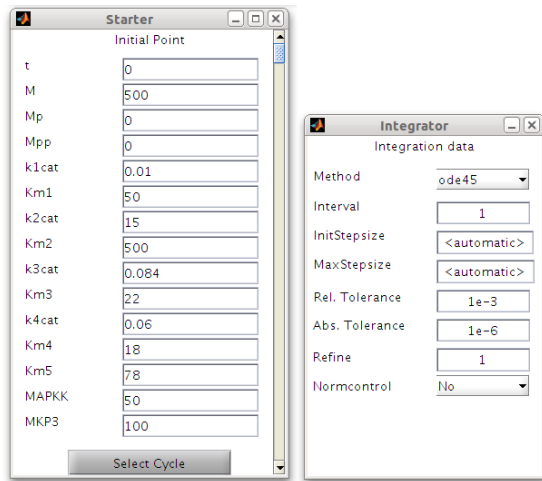 Starter
Initial Point
t 0
M 500
Mp 0
Mpp 0
k1cat 0.01
Km1 50
k2cat 15
Km2 500
k3cat 0.084
Km3 22
k4cat 0.06
Km4 18
Km5 78
MAPKK 50
MKP3 100
Select Cycle
Integrator
Integration data
Method ode45
Interval 1
InitStepsize <automatic>
MaxStepsize <automatic>
Rel. Tolerance 1e-3
Abs. Tolerance 1e-6
Refine 1
Normcontrol No